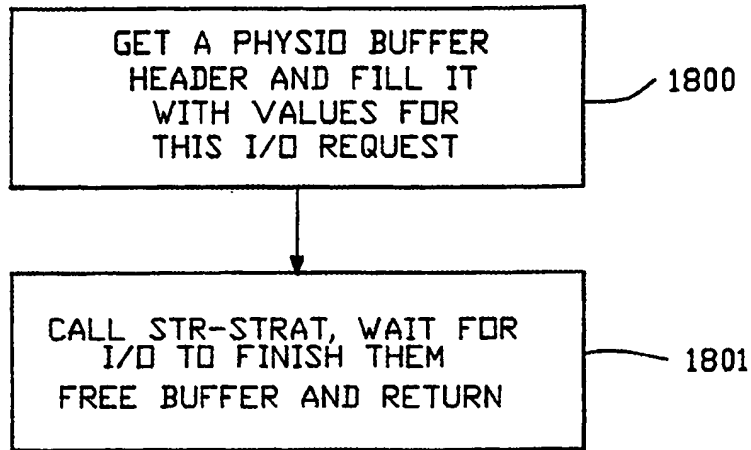 GET A PHYSIO BUFFER
HEADER AND FILL IT
WITH VALUES FOR
THIS I/O REQUEST
1800
CALL STR-STRAT, WAIT FOR
I/O TO FINISH THEM
FREE BUFFER AND RETURN
1801